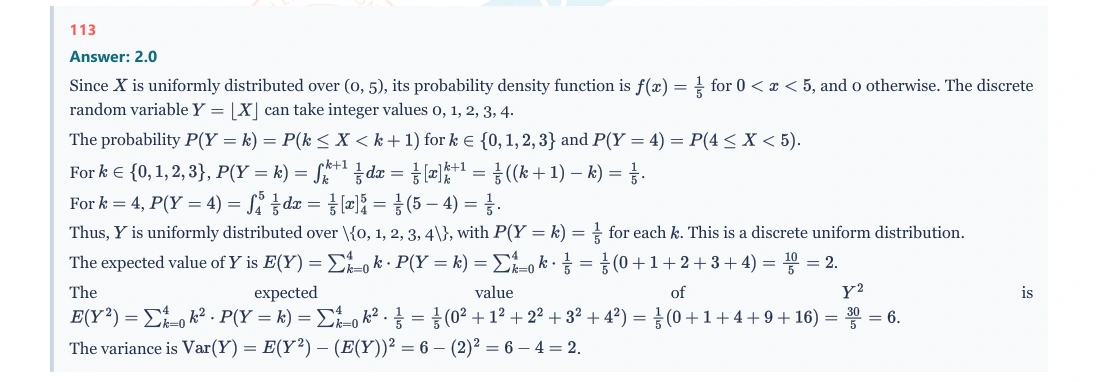 113
Answer: 2.0
Since X is uniformly distributed over (0, 5), its probability density function is f(x) = 1/5 for 0 < x < 5, and 0 otherwise. The discrete
random variable Y = ⌊X⌋ can take integer values 0, 1, 2, 3, 4.
The probability P(Y = k) = P(k ≤ X < k + 1) for k ∈ {0, 1, 2, 3} and P(Y = 4) = P(4 ≤ X < 5).
For k ∈ {0, 1, 2, 3}, P(Y = k) = ∫_k^{k+1} 1/5 dx = 1/5 [x]_k^{k+1} = 1/5 ((k + 1) − k) = 1/5.
For k = 4, P(Y = 4) = ∫_4^5 1/5 dx = 1/5 [x]_4^5 = 1/5 (5 − 4) = 1/5.
Thus, Y is uniformly distributed over \{0, 1, 2, 3, 4\}, with P(Y = k) = 1/5 for each k. This is a discrete uniform distribution.
The expected value of Y is E(Y) = ∑_{k=0}^4 k · P(Y = k) = ∑_{k=0}^4 k · 1/5 = 1/5 (0 + 1 + 2 + 3 + 4) = 10/5 = 2.
The expected value of Y² is
E(Y²) = ∑_{k=0}^4 k² · P(Y = k) = ∑_{k=0}^4 k² · 1/5 = 1/5 (0² + 1² + 2² + 3² + 4²) = 1/5 (0 + 1 + 4 + 9 + 16) = 30/5 = 6.
The variance is Var(Y) = E(Y²) − (E(Y))² = 6 − (2)² = 6 − 4 = 2.